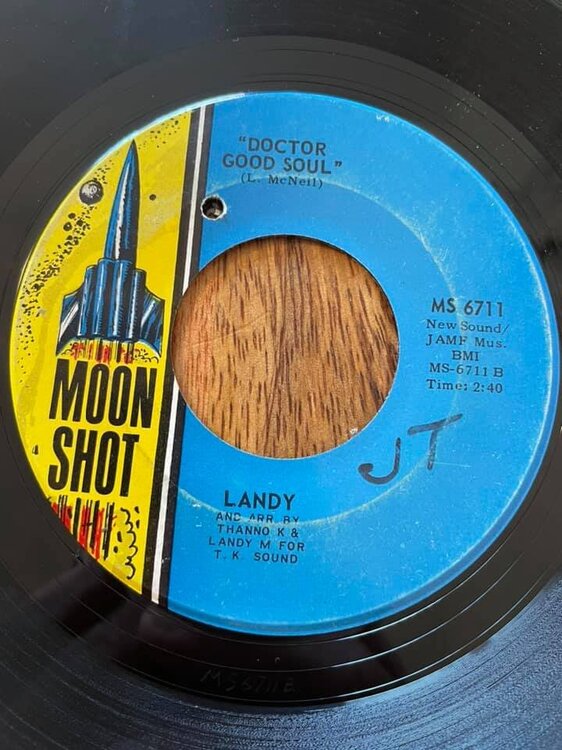 "DOCTOR
GOOD SOUL"
(L. McNeil)
MOON
SHOT
MS 6711
New Sound/
JAMF Mus.
BMI
MS-6711 B
Time: 2:40
JT
LANDY
AND ARR. BY
THANNO K &
LANDY M FOR
T. K. SOUND
MS6711B